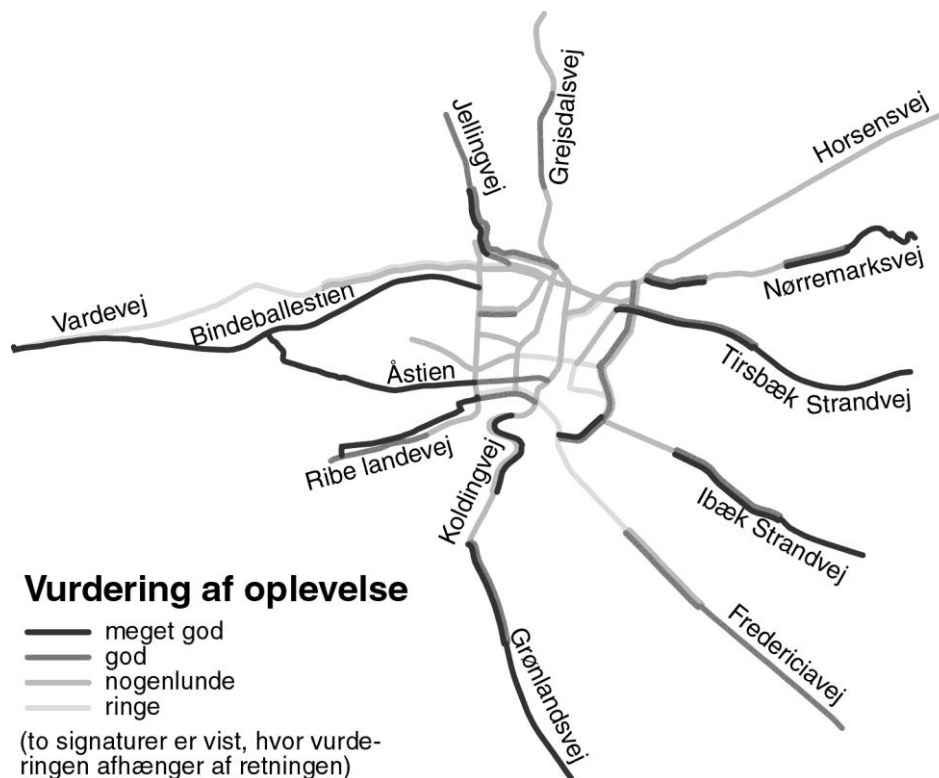 Grejsdalsvej
Jellingvej
Horsensvej
Nørremarksvej
Vardevej
Bindeballestien
Åstien
Tirsbæk
Strandvej
Ribe landevej
Koldingvej
Ibæk Strandvej
Fredericiavej
Grønlandsvej
Vurdering af oplevelse
meget god
god
nogenlunde
ringe
(to signaturer er vist, hvor vurde-
ringen afhænger af retningen)